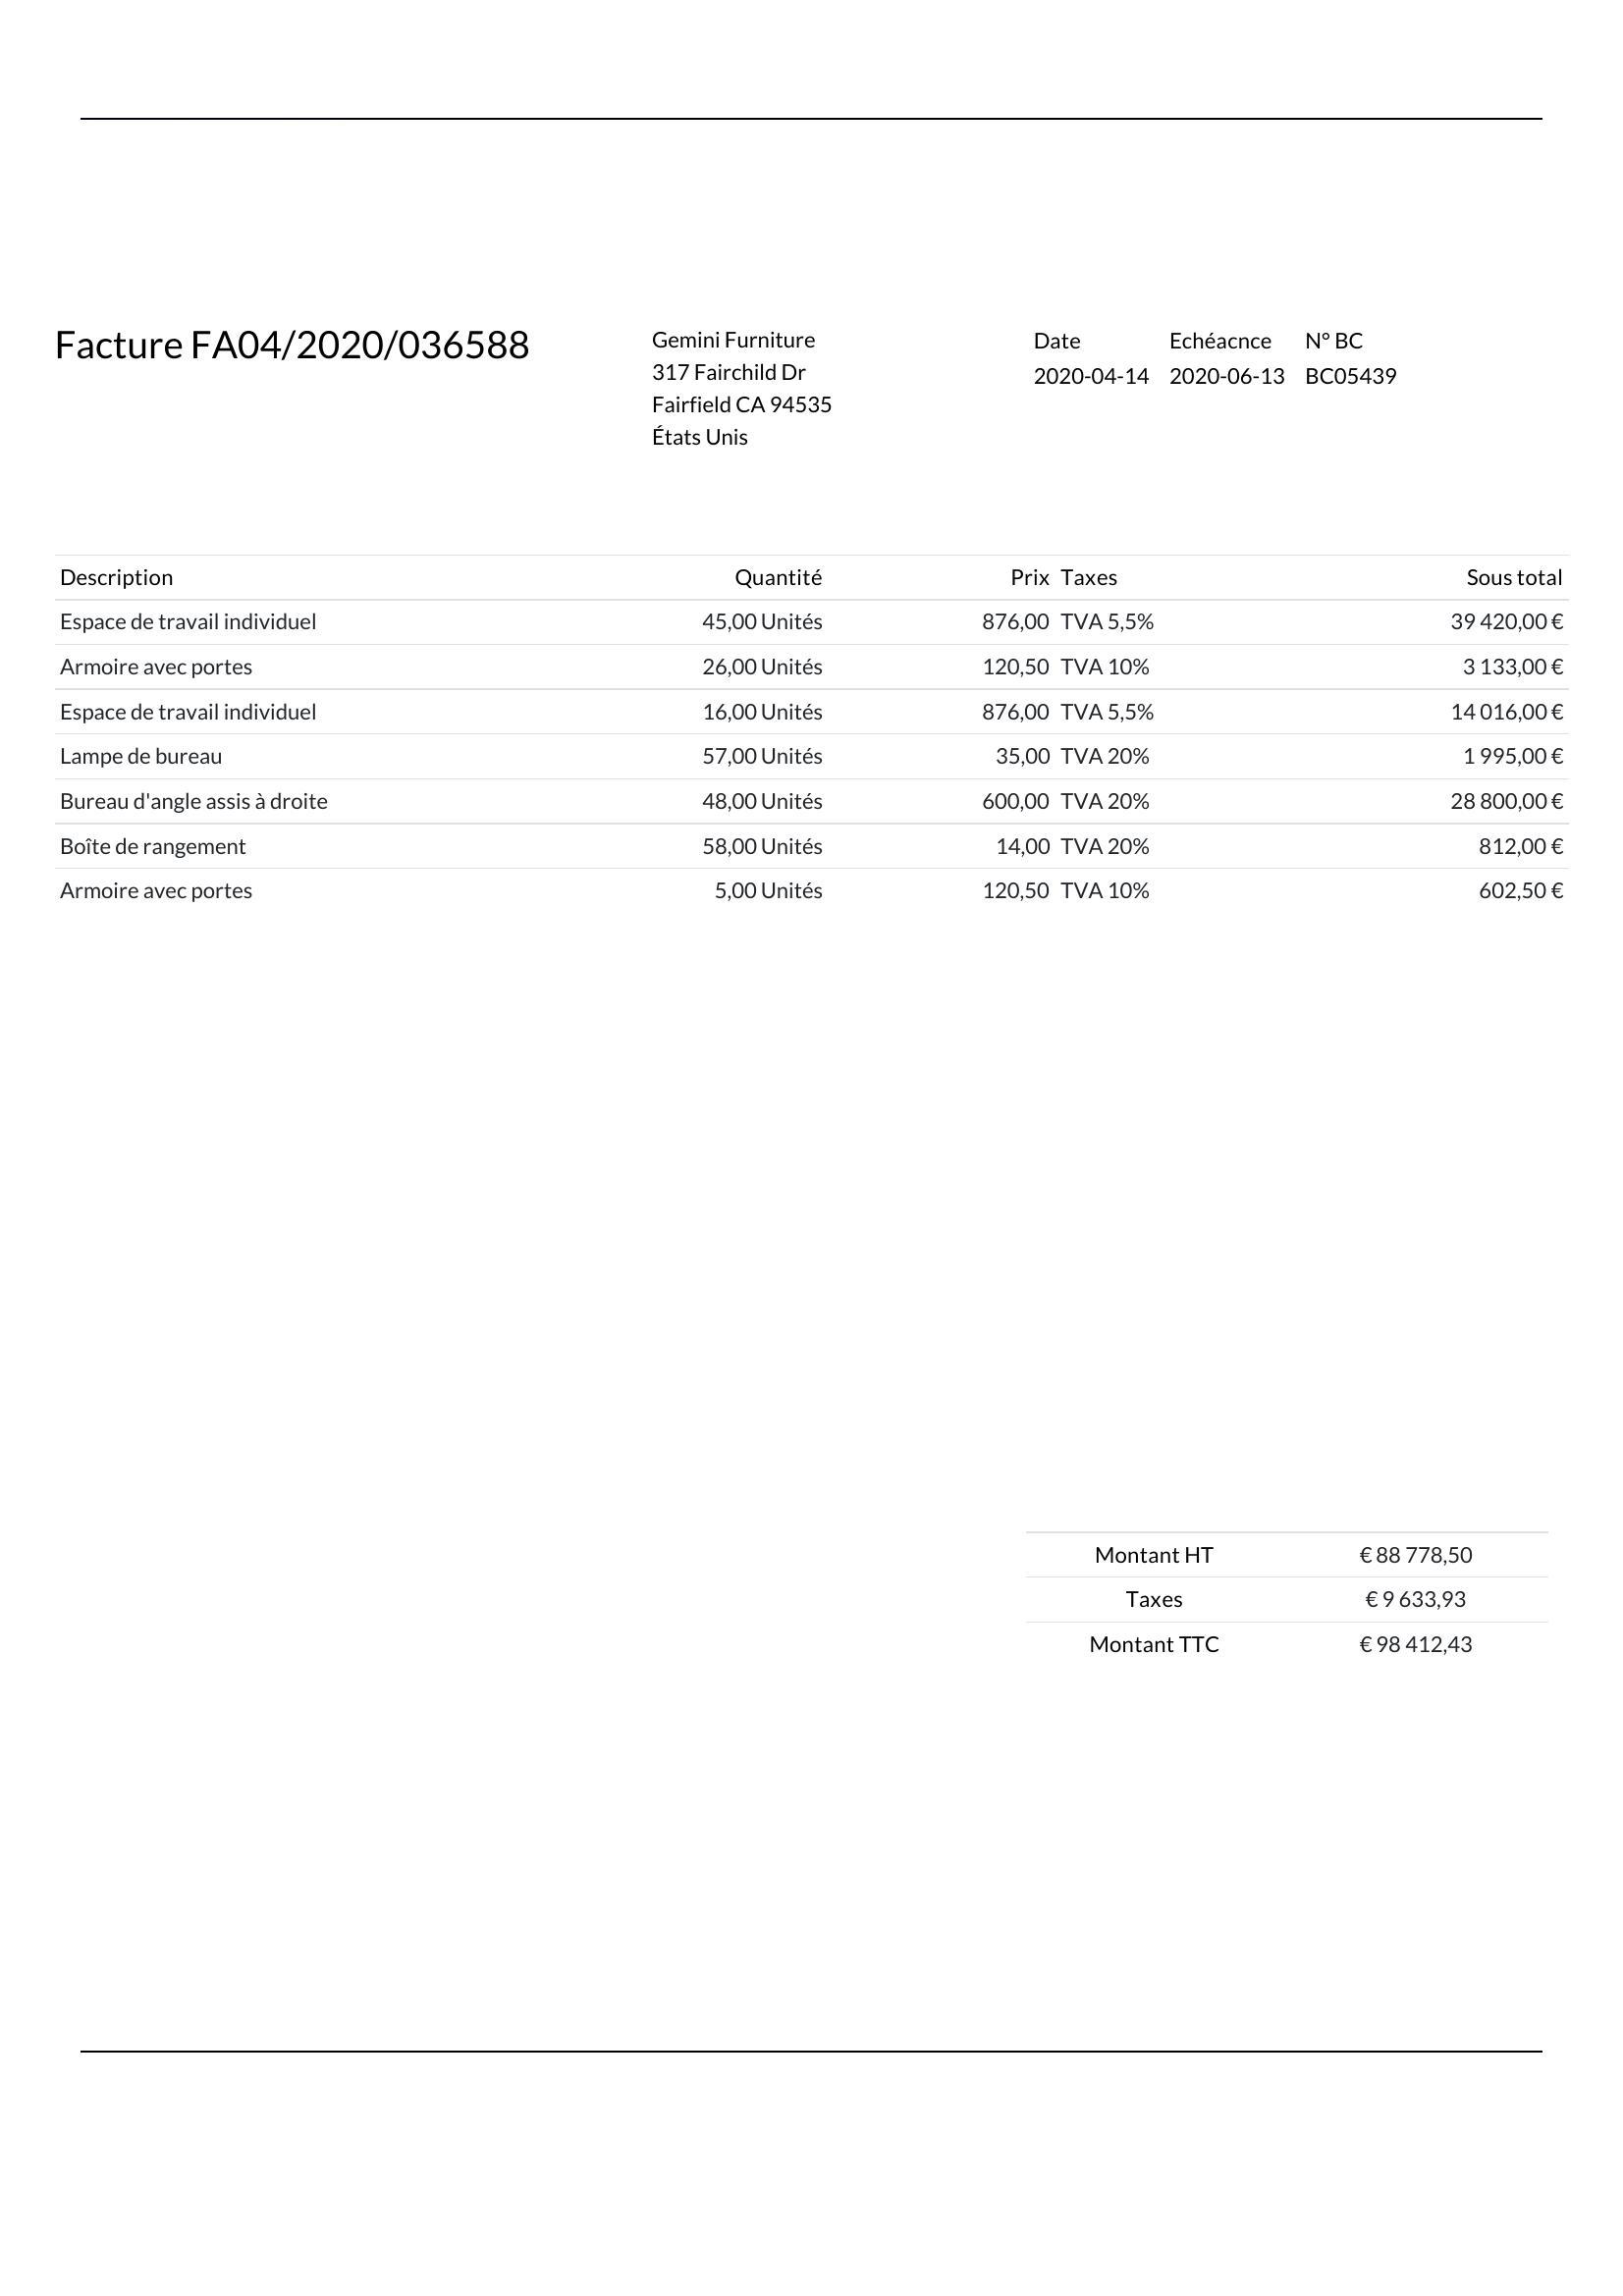 Facture FA04/2020/036588
Gemini Furniture
317 Fairchild Dr
Fairfield CA 94535
États Unis
Date Echéacnce N° BC
2020-04-14 2020-06-13 BC05439
Description Quantité Prix Taxes Sous total
Espace de travail individuel 45,00 Unités 876,00 TVA 5,5% 39 420,00 €
Armoire avec portes 26,00 Unités 120,50 TVA 10% 3 133,00 €
Espace de travail individuel 16,00 Unités 876,00 TVA 5,5% 14 016,00 €
Lampe de bureau 57,00 Unités 35,00 TVA 20% 1 995,00 €
Bureau d'angle assis à droite 48,00 Unités 600,00 TVA 20% 28 800,00 €
Boîte de rangement 58,00 Unités 14,00 TVA 20% 812,00 €
Armoire avec portes 5,00 Unités 120,50 TVA 10% 602,50 €
Montant HT € 88 778,50
Taxes € 9 633,93
Montant TTC € 98 412,43